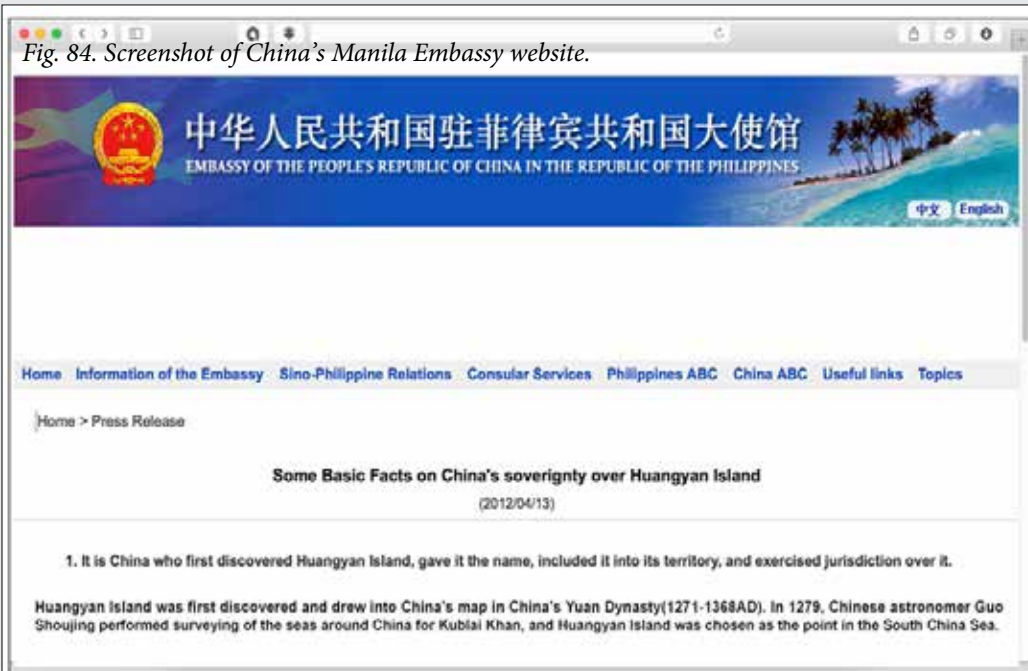 Fig. 84. Screenshot of China's Manila Embassy website.
中华人民共和国驻菲律宾共和国大使馆
EMBASSY OF THE PEOPLE'S REPUBLIC OF CHINA IN THE REPUBLIC OF THE PHILIPPINES
中文 English
Home Information of the Embassy Sino-Philippine Relations Consular Services Philippines ABC China ABC Useful links Topics
Home > Press Release
Some Basic Facts on China's soverignty over Huangyan Island
(2012/04/13)
1. It is China who first discovered Huangyan Island, gave it the name, included it into its territory, and exercised jurisdiction over it.
Huangyan Island was first discovered and drew into China's map in China's Yuan Dynasty(1271-1368AD). In 1279, Chinese astronomer Guo
Shoujing performed surveying of the seas around China for Kublai Khan, and Huangyan Island was chosen as the point in the South China Sea.